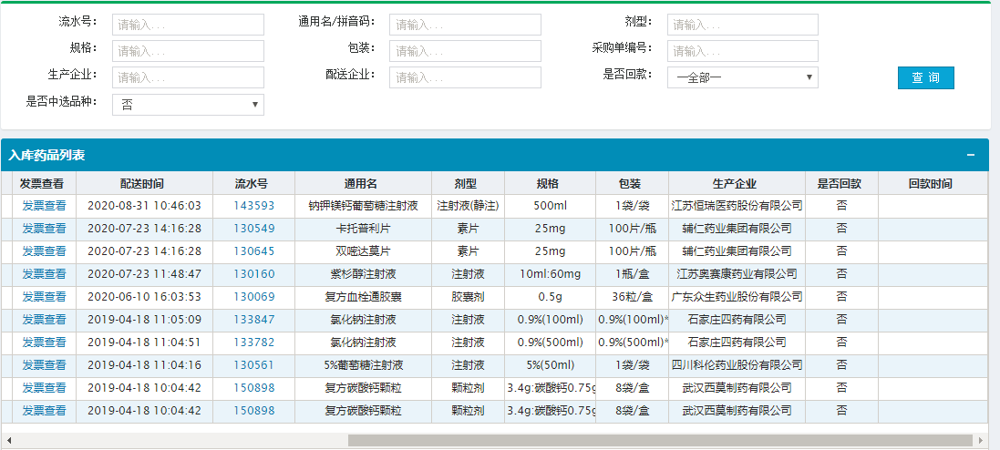 流水号： 请输入... 通用名/拼音码： 请输入... 剂型： 请输入...
规格： 请输入... 包装： 请输入... 采购单编号： 请输入...
生产企业： 请输入... 配送企业： 请输入... 是否回款： —全部— 查 询
是否中选品种： 否
入库药品列表
发票查看 配送时间 流水号 通用名 剂型 规格 包装 生产企业 是否回款 回款时间
发票查看 2020-08-31 10:46:03 143593 钠钾镁钙葡萄糖注射液 注射液(静注) 500ml 1袋/袋 江苏恒瑞医药股份有限公司 否
发票查看 2020-07-23 14:16:28 130549 卡托普利片 素片 25mg 100片/瓶 辅仁药业集团有限公司 否
发票查看 2020-07-23 14:16:28 130645 双嘧达莫片 素片 25mg 100片/瓶 辅仁药业集团有限公司 否
发票查看 2020-07-23 11:48:47 130160 紫杉醇注射液 注射液 10ml:60mg 1瓶/盒 江苏奥赛康药业有限公司 否
发票查看 2020-06-10 16:03:53 130069 复方血栓通胶囊 胶囊剂 0.5g 36粒/盒 广东众生药业股份有限公司 否
发票查看 2019-04-18 11:05:09 133847 氯化钠注射液 注射液 0.9%(100ml) 0.9%(100ml)* 石家庄四药有限公司 否
发票查看 2019-04-18 11:04:51 133782 氯化钠注射液 注射液 0.9%(500ml) 0.9%(500ml)* 石家庄四药有限公司 否
发票查看 2019-04-18 11:04:16 130561 5%葡萄糖注射液 注射液 5%(50ml) 1袋/袋 四川科伦药业股份有限公司 否
发票查看 2019-04-18 10:04:42 150898 复方碳酸钙颗粒 颗粒剂 3.4g:碳酸钙0.75g 8袋/盒 武汉西莫制药有限公司 否
发票查看 2019-04-18 10:04:42 150898 复方碳酸钙颗粒 颗粒剂 3.4g:碳酸钙0.75g 8袋/盒 武汉西莫制药有限公司 否